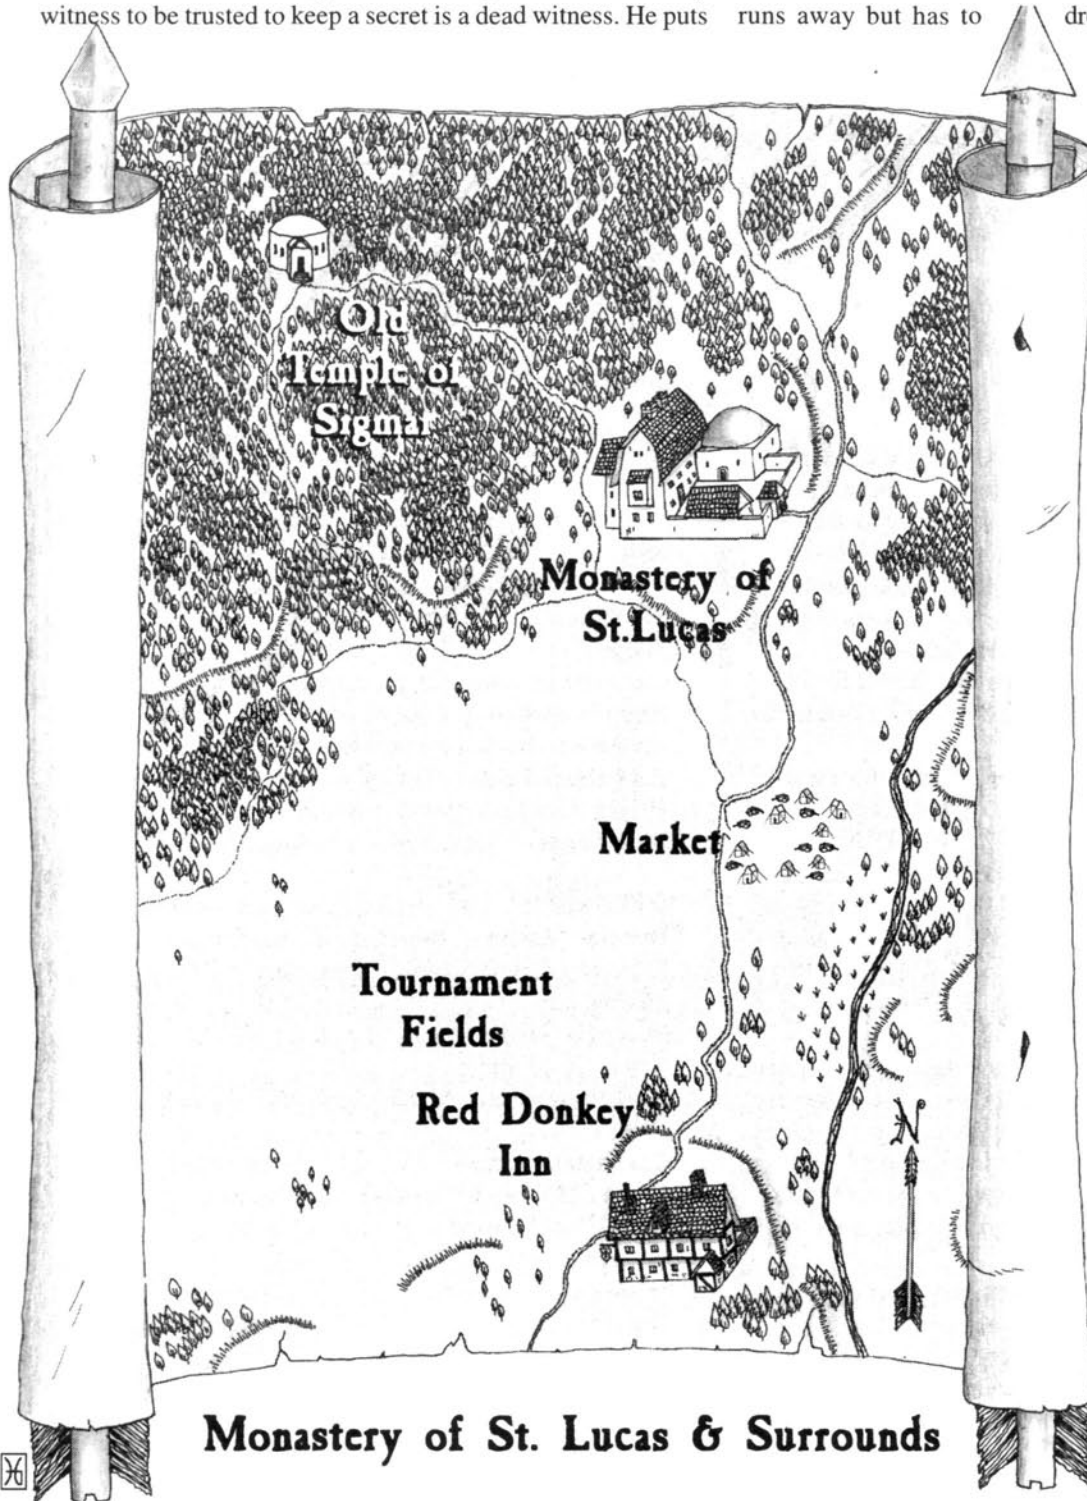 witness to be trusted to keep a secret is a dead witness. He puts
runs away but has to
Old
Temple of
Sigmar
Monastery of
St.Lucas
Market
Tournament
Fields
Red Donkey
Inn
N
Monastery of St. Lucas & Surrounds